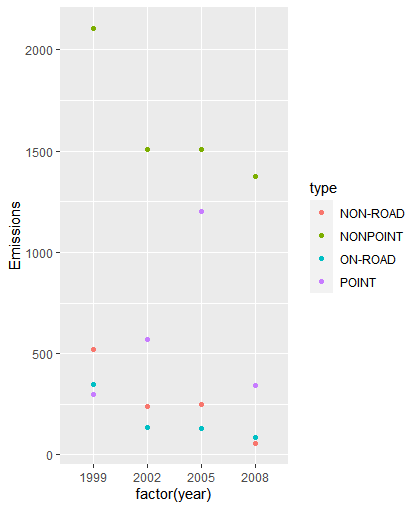 2000
1500
1000
500
0
Emissions
1999 2002 2005 2008
factor(year)
type
NON-ROAD
NONPOINT
ON-ROAD
POINT